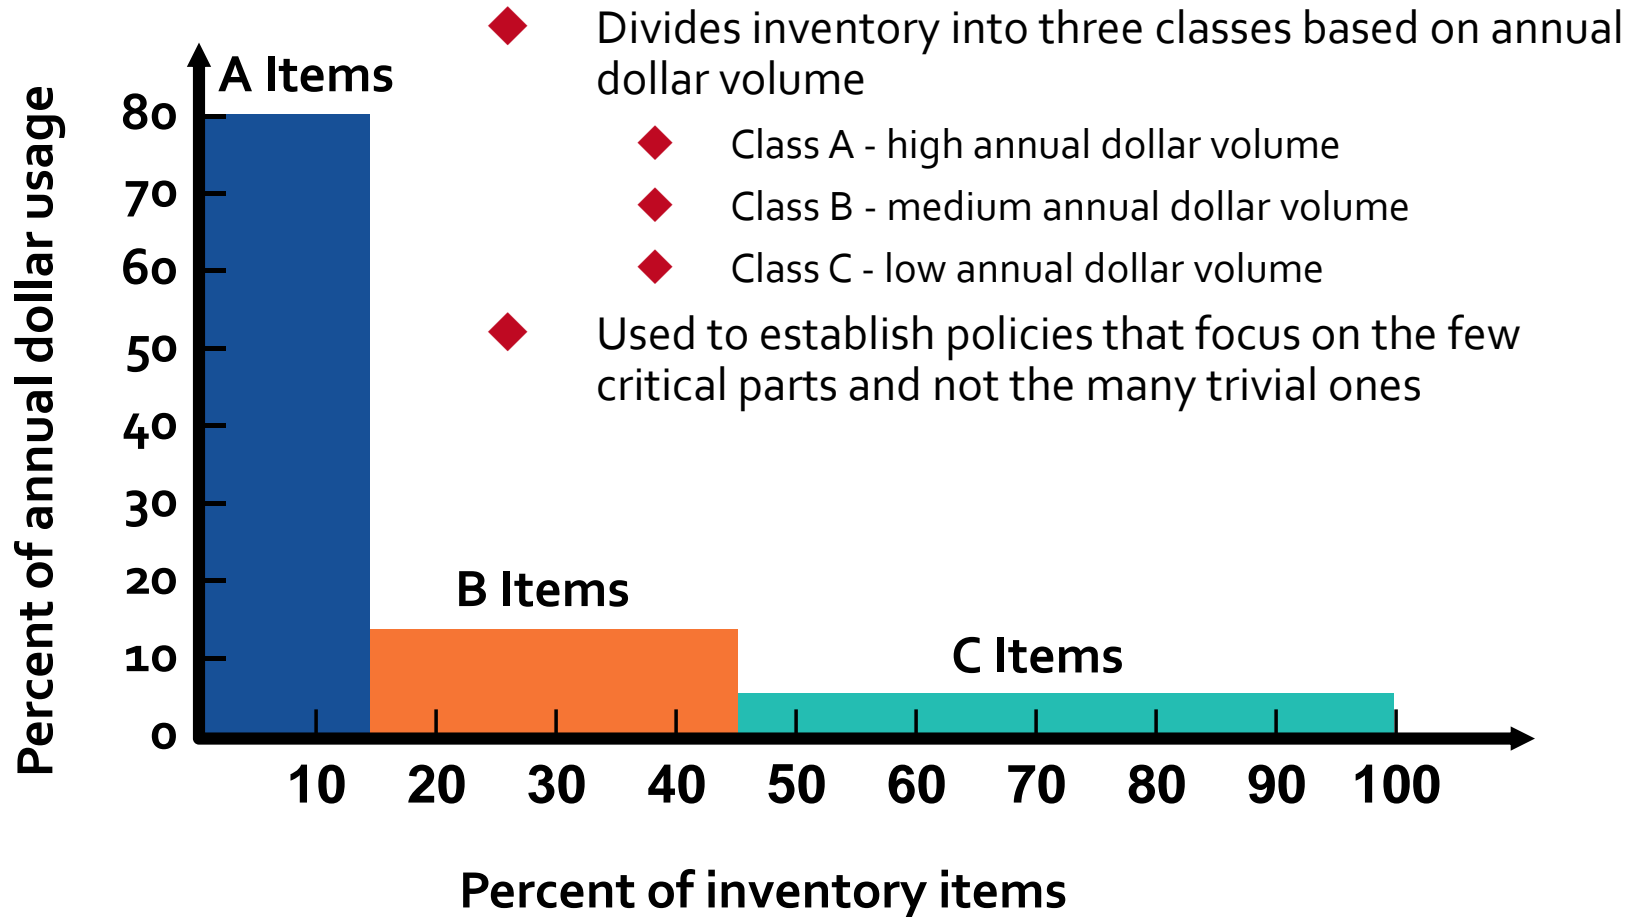 Divides inventory into three classes based on annual
dollar volume
Class A - high annual dollar volume
Class B - medium annual dollar volume
Class C - low annual dollar volume
Used to establish policies that focus on the few
critical parts and not the many trivial ones
Percent of annual dollar usage
80
70
60
50
40
30
20
10
0
A Items
B Items
C Items
10 20 30 40 50 60 70 80 90 100
Percent of inventory items